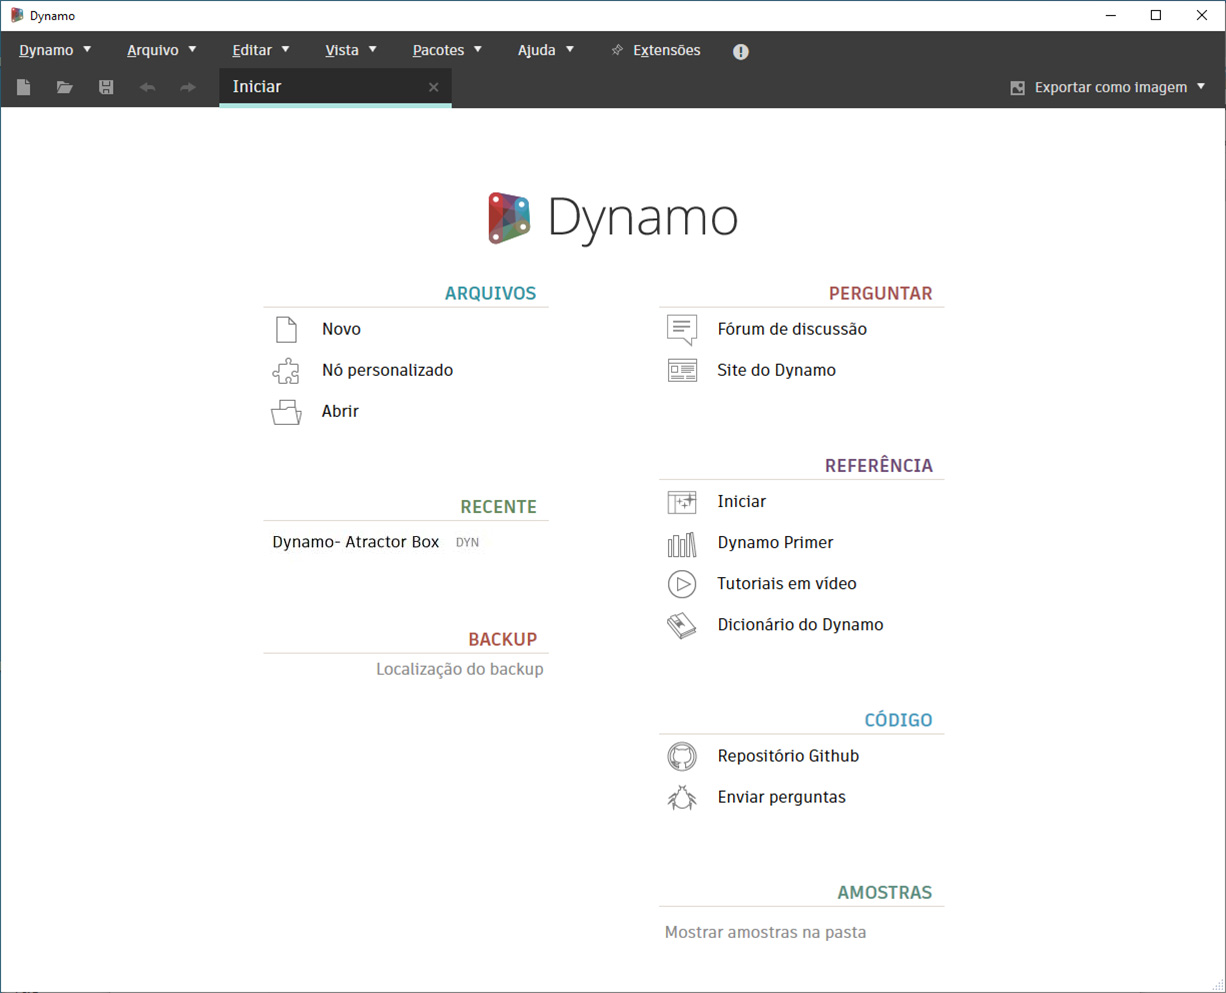 Dynamo
Dynamo Arquivo Editar Vista Pacotes Ajuda Extensões
Iniciar Exportar como imagem
Dynamo
ARQUIVOS
Novo
Nó personalizado
Abrir
RECENTE
Dynamo- Atractor Box DYN
BACKUP
Localização do backup
PERGUNTAR
Fórum de discussão
Site do Dynamo
REFERÊNCIA
Iniciar
Dynamo Primer
Tutoriais em vídeo
Dicionário do Dynamo
CÓDIGO
Repositório Github
Enviar perguntas
AMOSTRAS
Mostrar amostras na pasta